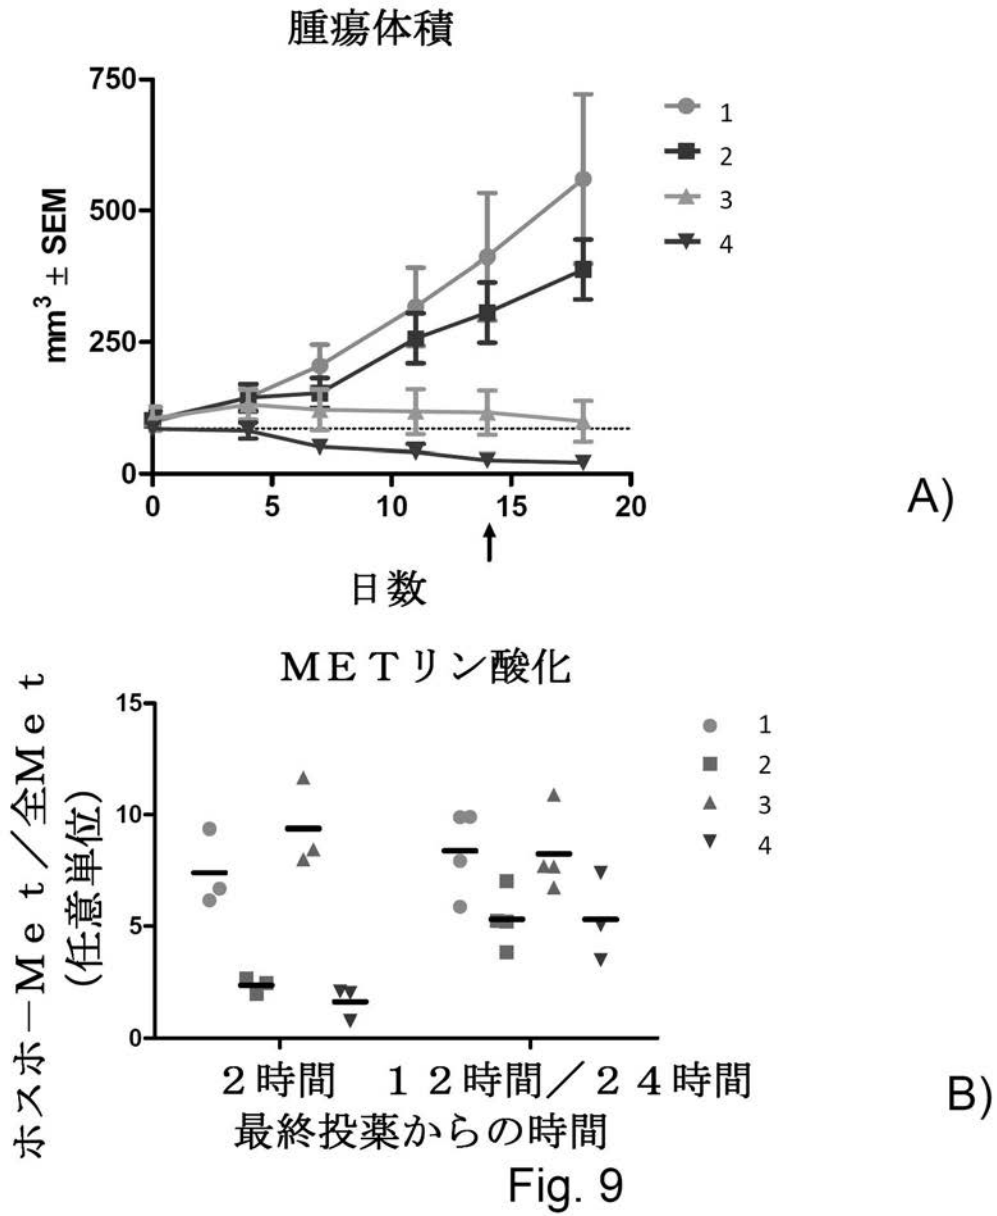 腫瘍体積
mm³ ± SEM
750
500
250
0
0 5 10 15 20
日数
1
2
3
4
A)
METリン酸化
ホスホ－Ｍｅｔ／全Ｍｅｔ
（任意単位）
15
10
5
0
２時間 １２時間／２４時間
最終投薬からの時間
1
2
3
4
B)
Fig. 9